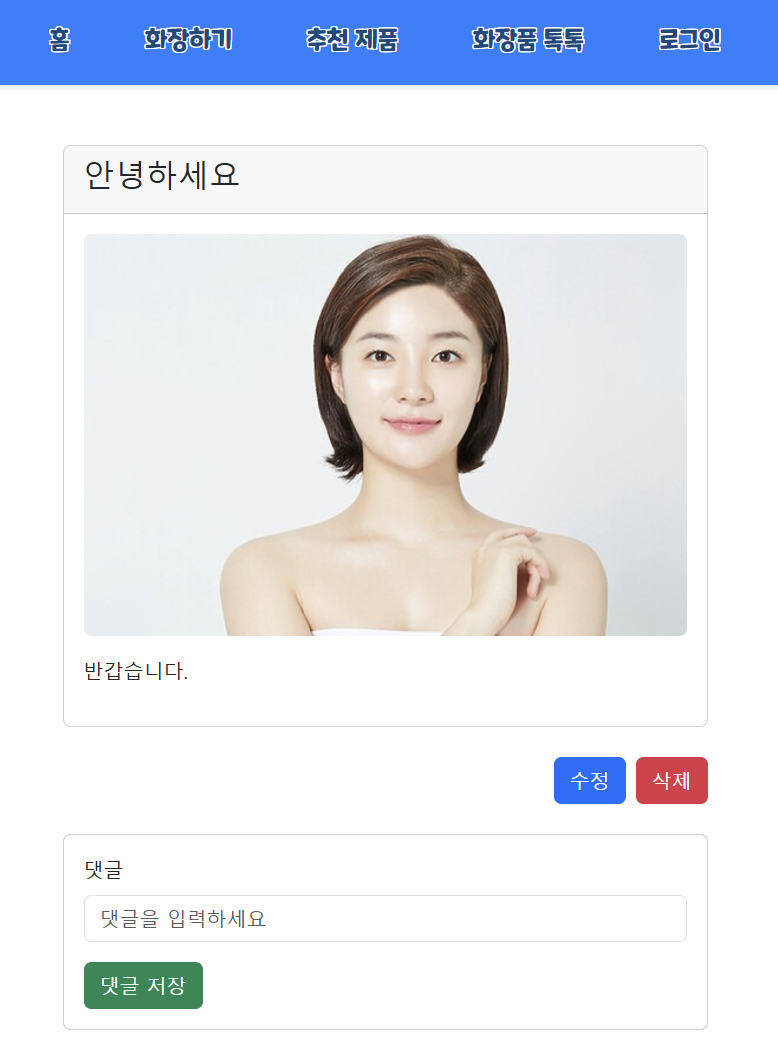 홈 화장하기 추천 제품 화장품 톡톡 로그인
안녕하세요
반갑습니다.
수정 삭제
댓글
댓글을 입력하세요
댓글 저장